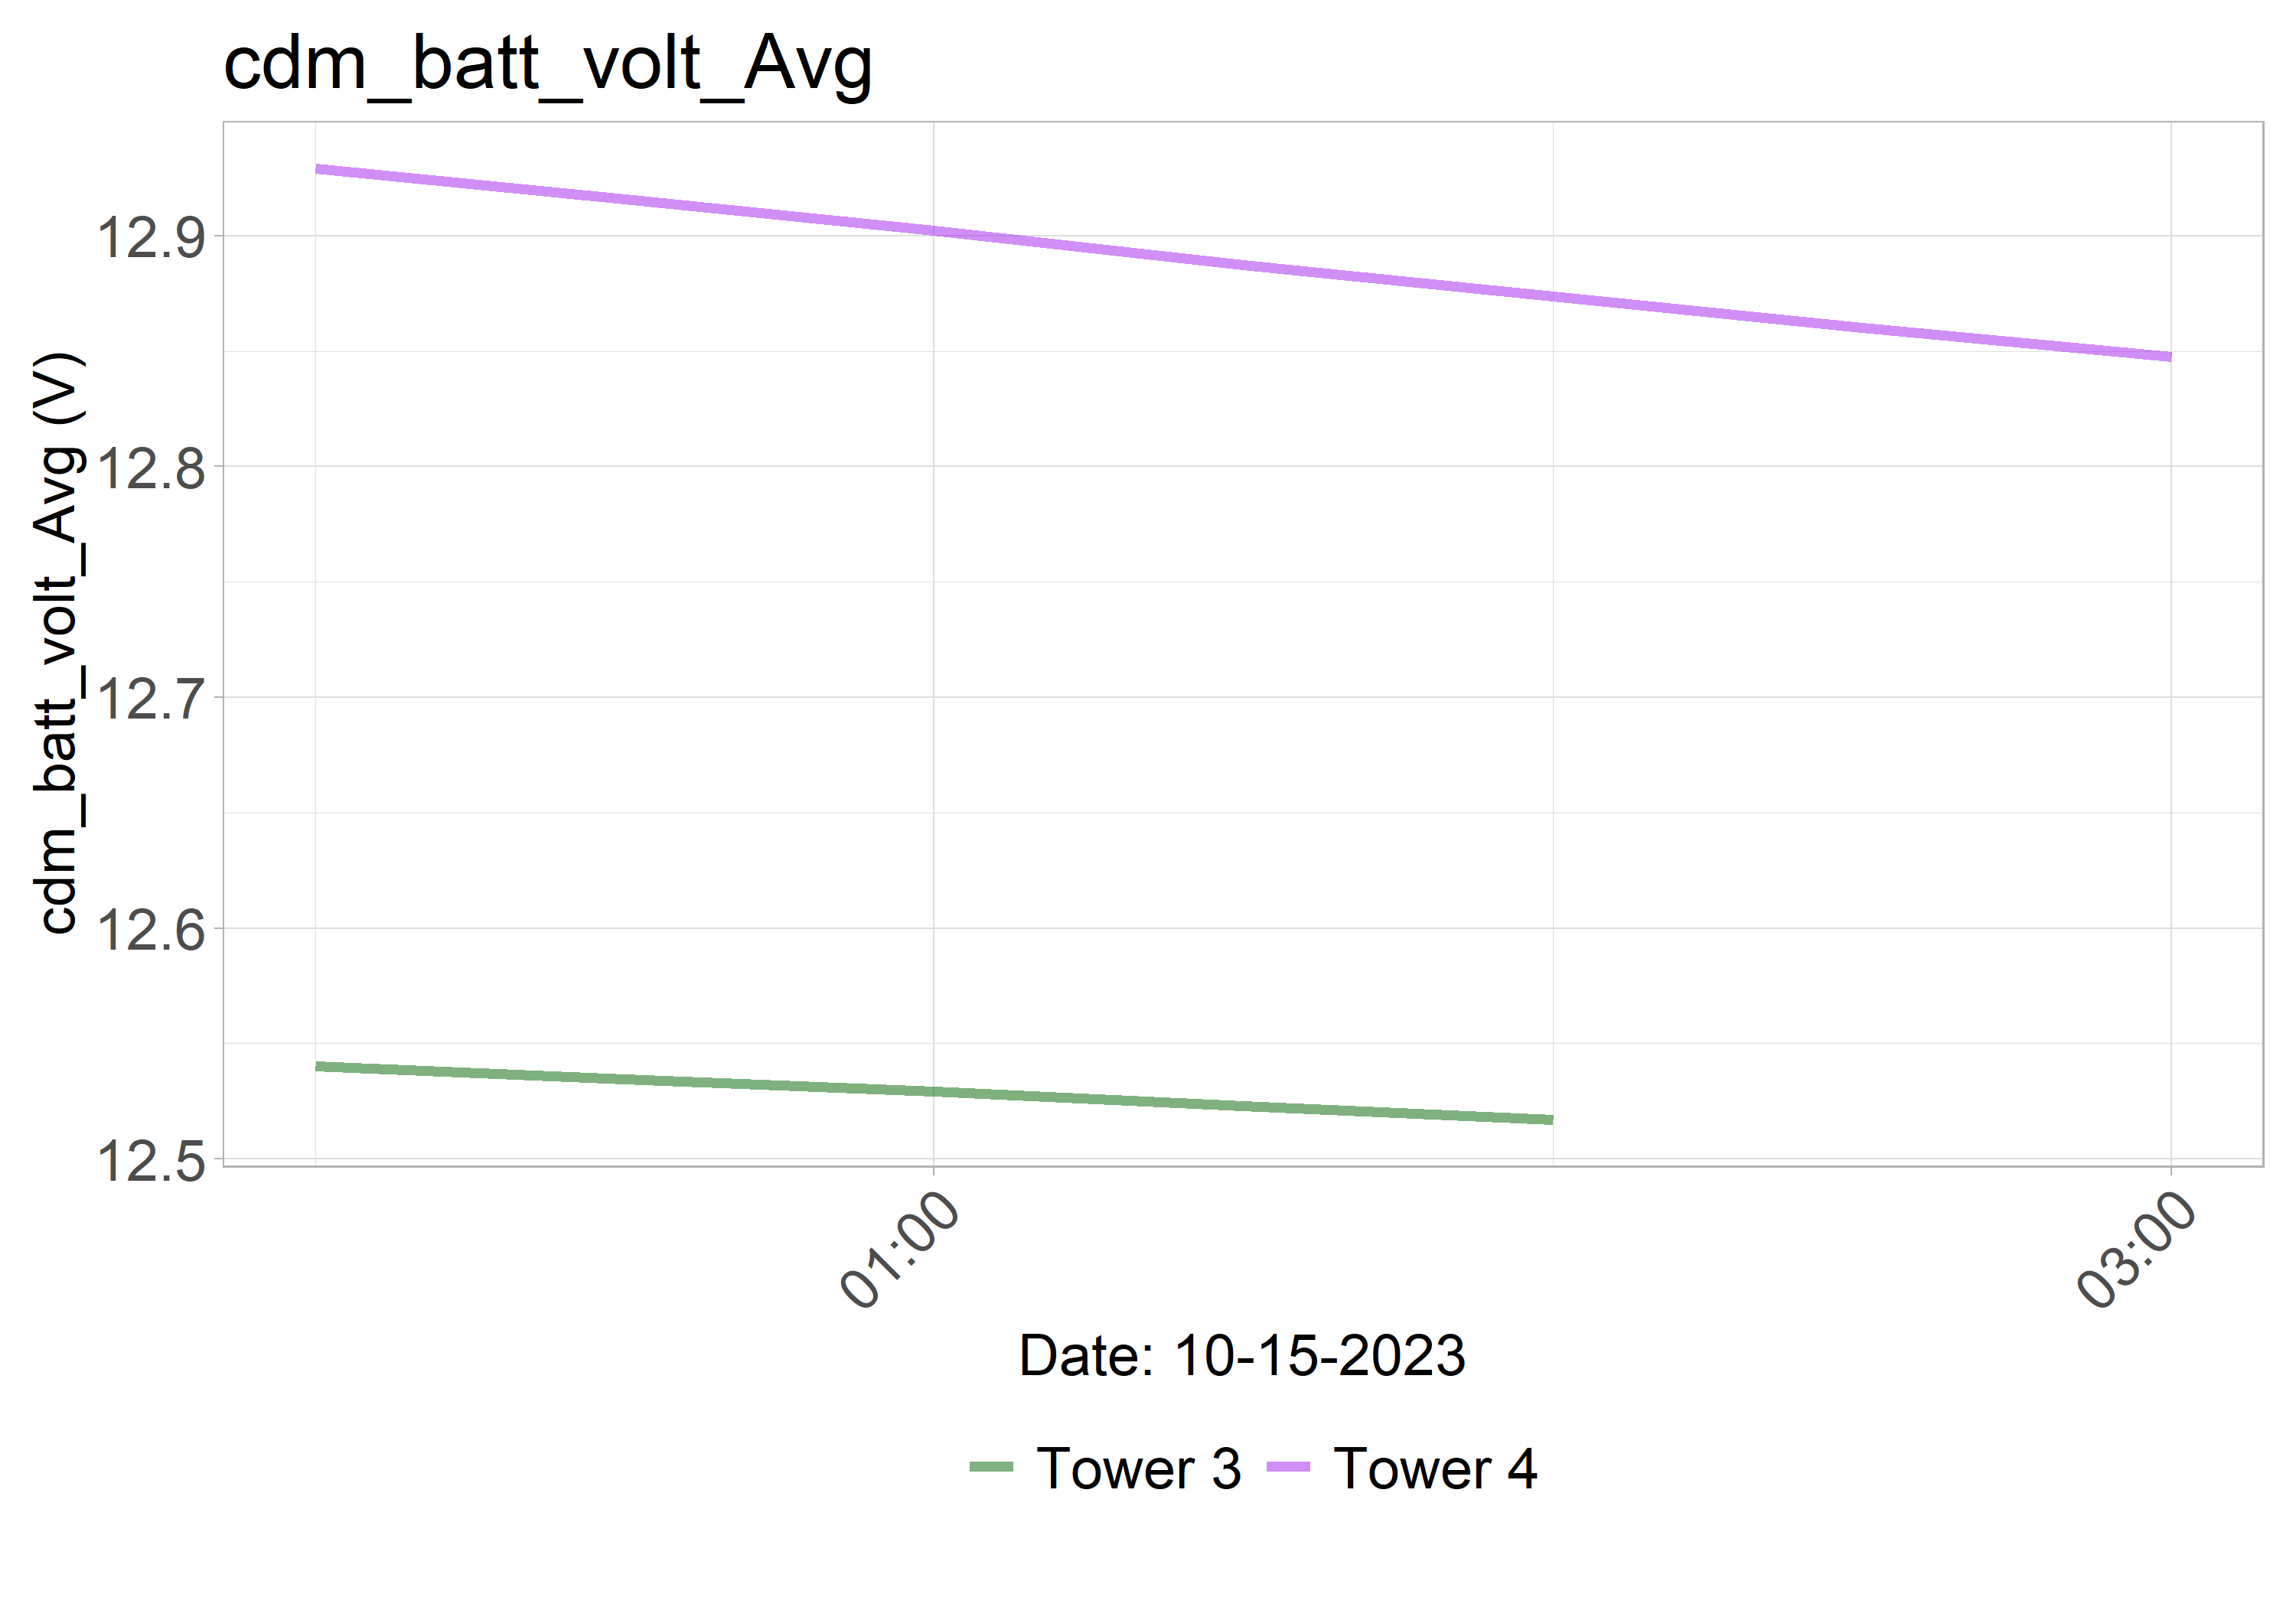 cdm_batt_volt_Avg
cdm_batt_volt_Avg (V)
12.9
12.8
12.7
12.6
12.5
01:00
03:00
Date: 10-15-2023
Tower 3
Tower 4